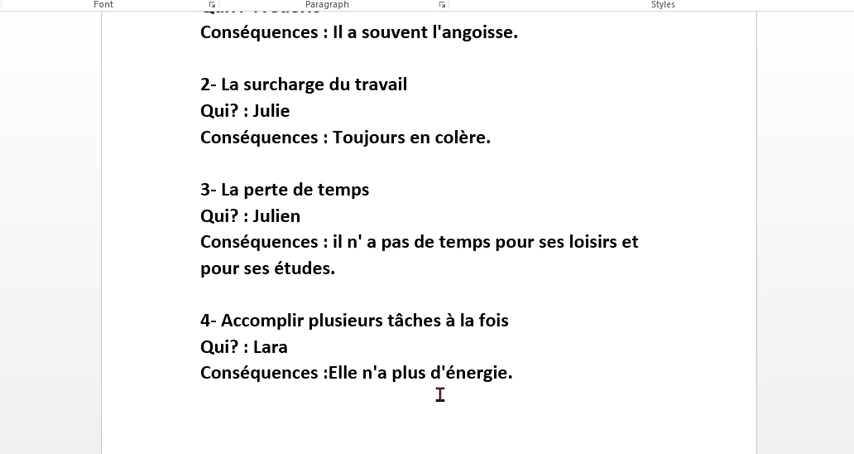 Font Paragraph Styles
Conséquences : Il a souvent l'angoisse.
2- La surcharge du travail
Qui? : Julie
Conséquences : Toujours en colère.
3- La perte de temps
Qui? : Julien
Conséquences : il n' a pas de temps pour ses loisirs et
pour ses études.
4- Accomplir plusieurs tâches à la fois
Qui? : Lara
Conséquences :Elle n'a plus d'énergie.